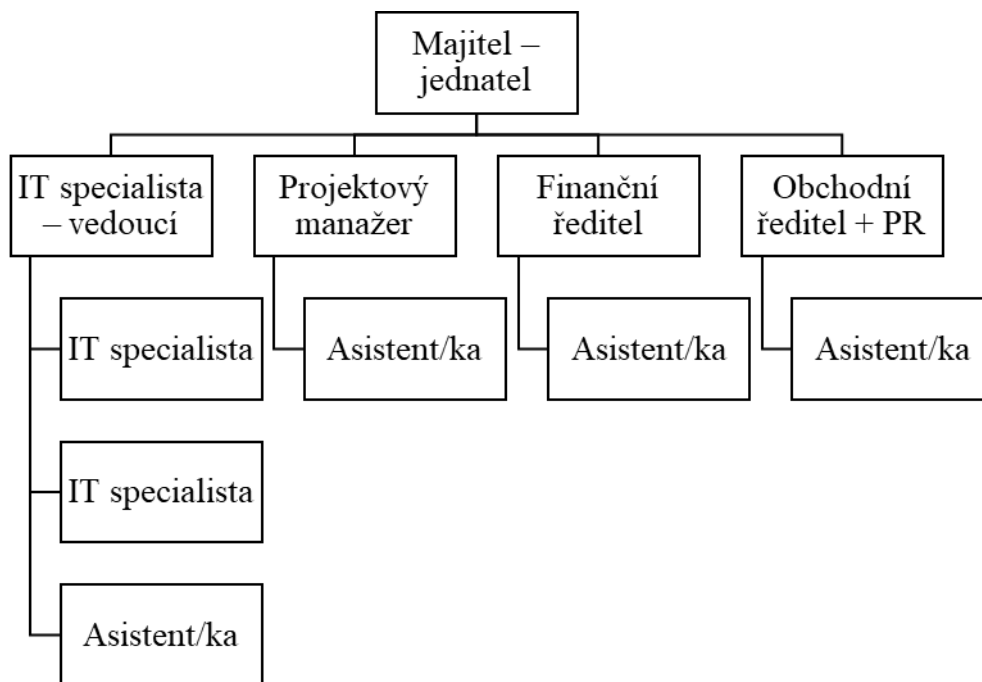 Majitel –
jednatel
IT specialista
– vedoucí
Projektový
manažer
Finanční
ředitel
Obchodní
ředitel + PR
IT specialista
Asistent/ka
Asistent/ka
Asistent/ka
IT specialista
Asistent/ka